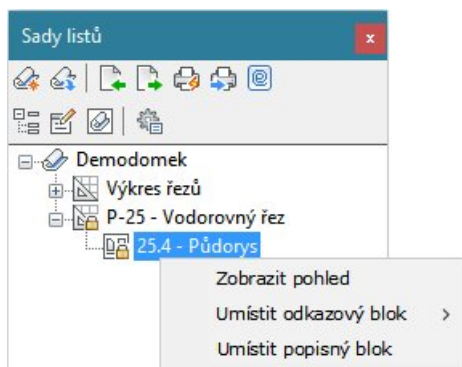 Sady listů
x
Demodomek
Výkres řezů
P-25 - Vodorovný řez
25.4 - Půdorys
Zobrazit pohled
Umístit odkazový blok >
Umístit popisný blok